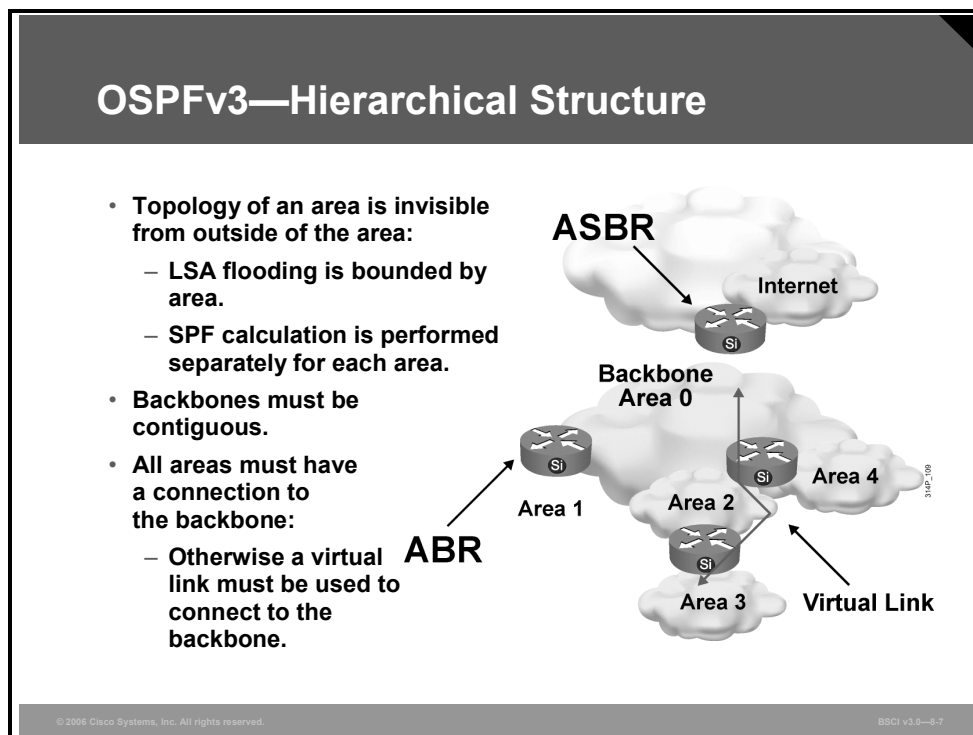 OSPFv3—Hierarchical Structure
• Topology of an area is invisible
from outside of the area:
– LSA flooding is bounded by
area.
– SPF calculation is performed
separately for each area.
• Backbones must be
contiguous.
• All areas must have
a connection to
the backbone:
– Otherwise a virtual
link must be used to
connect to the
backbone.
ASBR
Internet
Si
Backbone
Area 0
Si
Si
Area 4
Area 1
Area 2
ABR
Si
Area 3
Virtual Link
314P_109
© 2006 Cisco Systems, Inc. All rights reserved.
BSCI v3.0—8-7